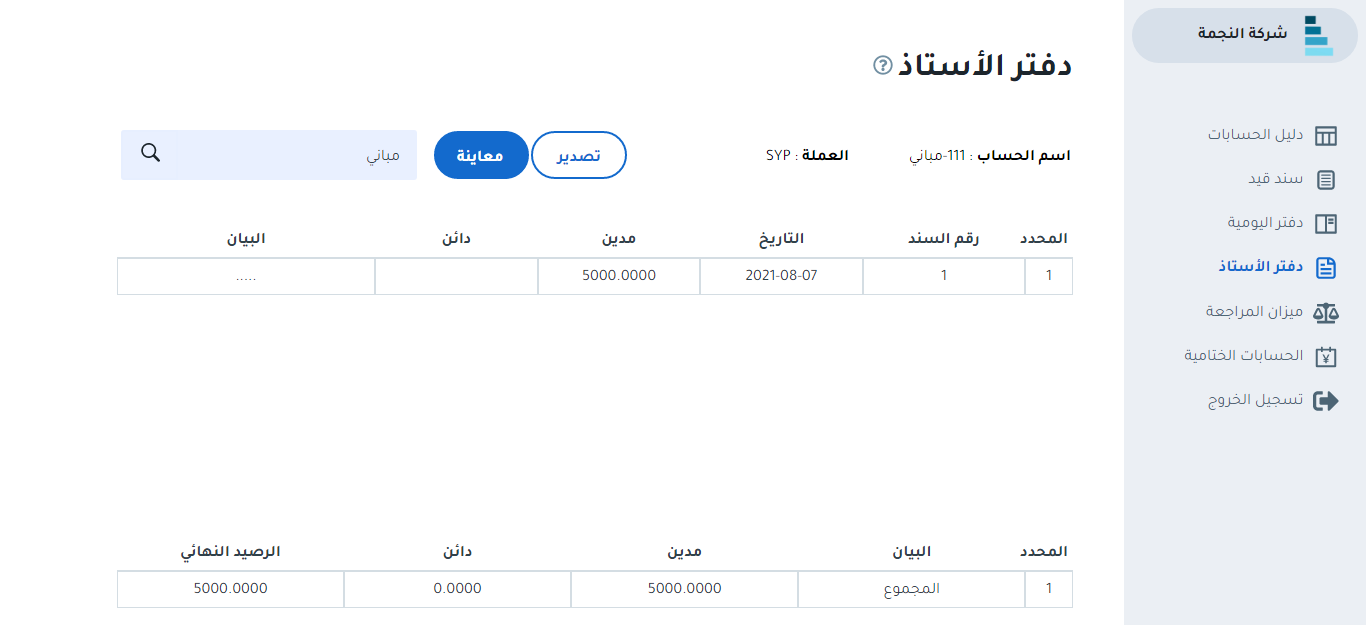 شركة النجمة
دليل الحسابات
سند قيد
دفتر اليومية
دفتر الأستاذ
ميزان المراجعة
الحسابات الختامية
تسجيل الخروج
دفتر الأستاذ ?
اسم الحساب : 111-مباني العملة : SYP تصدير معاينة مباني
المحدد رقم السند التاريخ مدين دائن البيان
1 1 2021-08-07 5000.0000 .....
المحدد البيان مدين دائن الرصيد النهائي
1 المجموع 5000.0000 0.0000 5000.0000